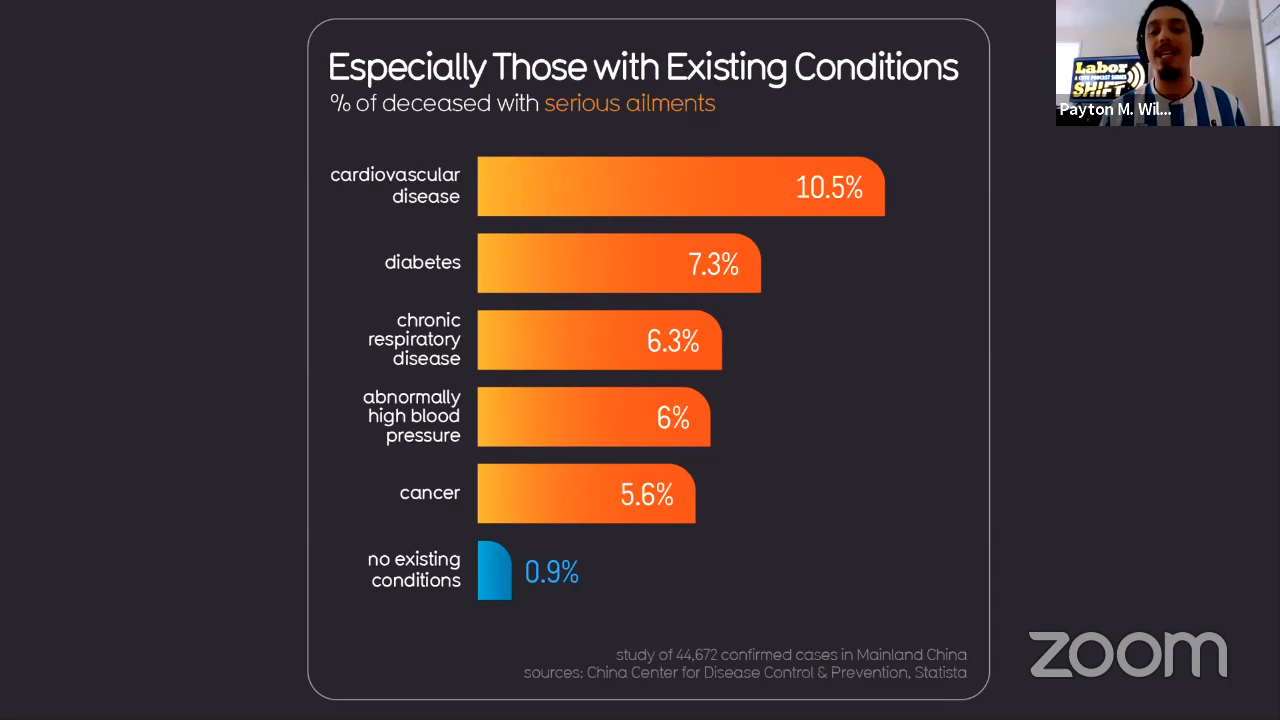 Especially Those with Existing Conditions
% of deceased with serious ailments
cardiovascular
disease
10.5%
diabetes
7.3%
chronic
respiratory
disease
6.3%
abnormally
high blood
pressure
6%
cancer
5.6%
no existing
conditions
0.9%
study of 44,672 confirmed cases in Mainland China
sources: China Center for Disease Control & Prevention, Statista
Labor
A CBTU PODCAST SERIES
SHIFT
Payton M. Wil...
zoom